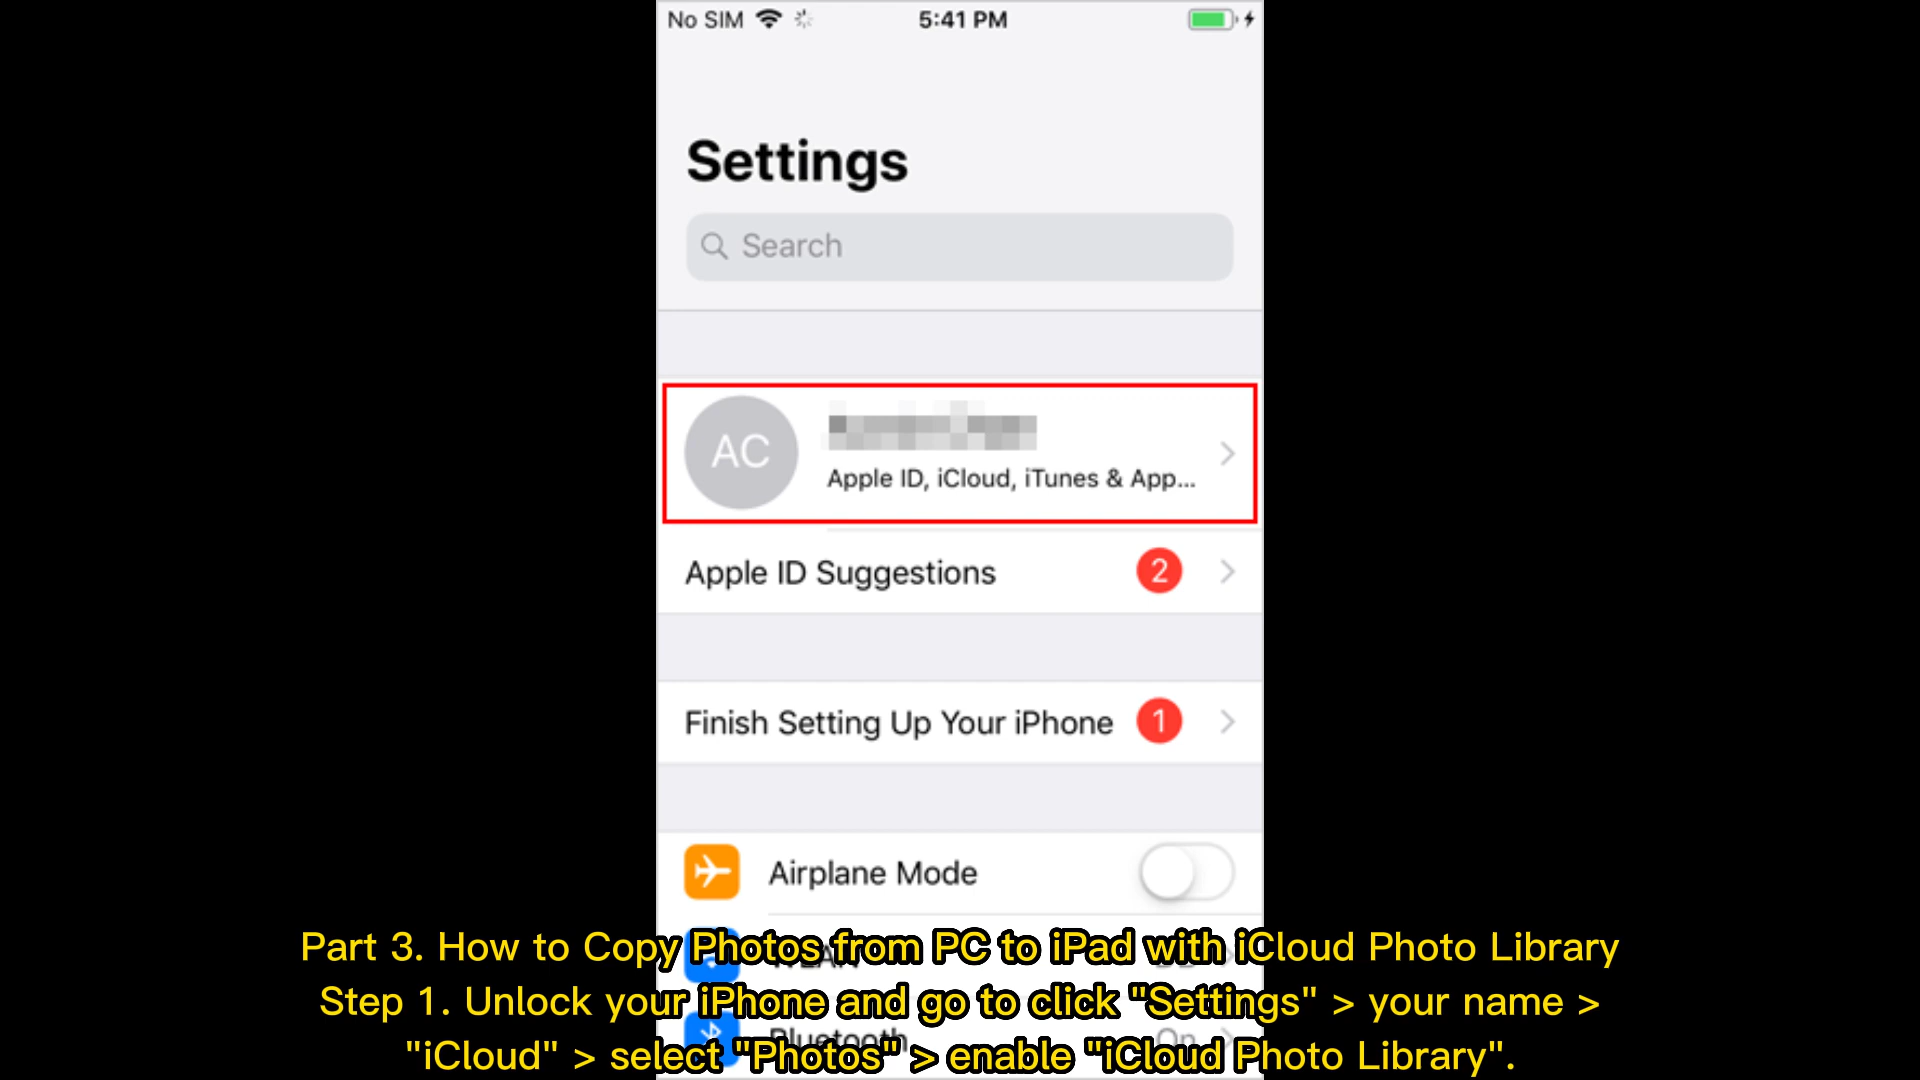 No SIM 5:41 PM
Settings
Search
AC
Apple ID, iCloud, iTunes & App...
Apple ID Suggestions 2
Finish Setting Up Your iPhone 1
Airplane Mode
WLAN
Bluetooth On
Part 3. How to Copy Photos from PC to iPad with iCloud Photo Library
Step 1. Unlock your iPhone and go to click "Settings" > your name >
"iCloud" > select "Photos" > enable "iCloud Photo Library".